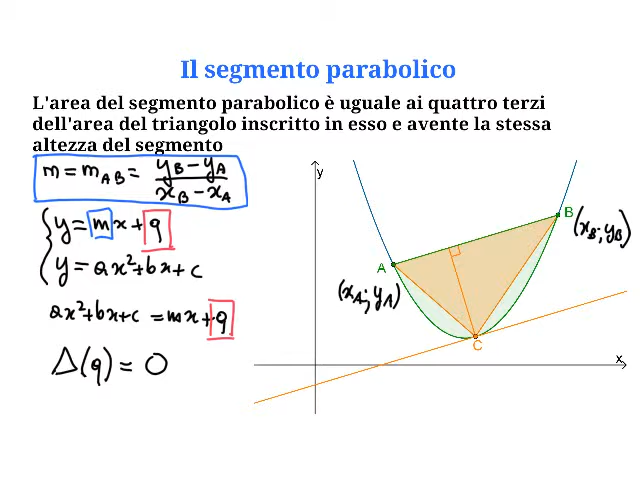 Il segmento parabolico
L'area del segmento parabolico è uguale ai quattro terzi
dell'area del triangolo inscritto in esso e avente la stessa
altezza del segmento
m = m_AB = (y_B − y_A)/(x_B − x_A)
y = mx + q
y = ax² + bx + c
ax² + bx + c = mx + q
Δ(q) = 0
y
B (x_B; y_B)
A
(x_A; y_A)
C
x